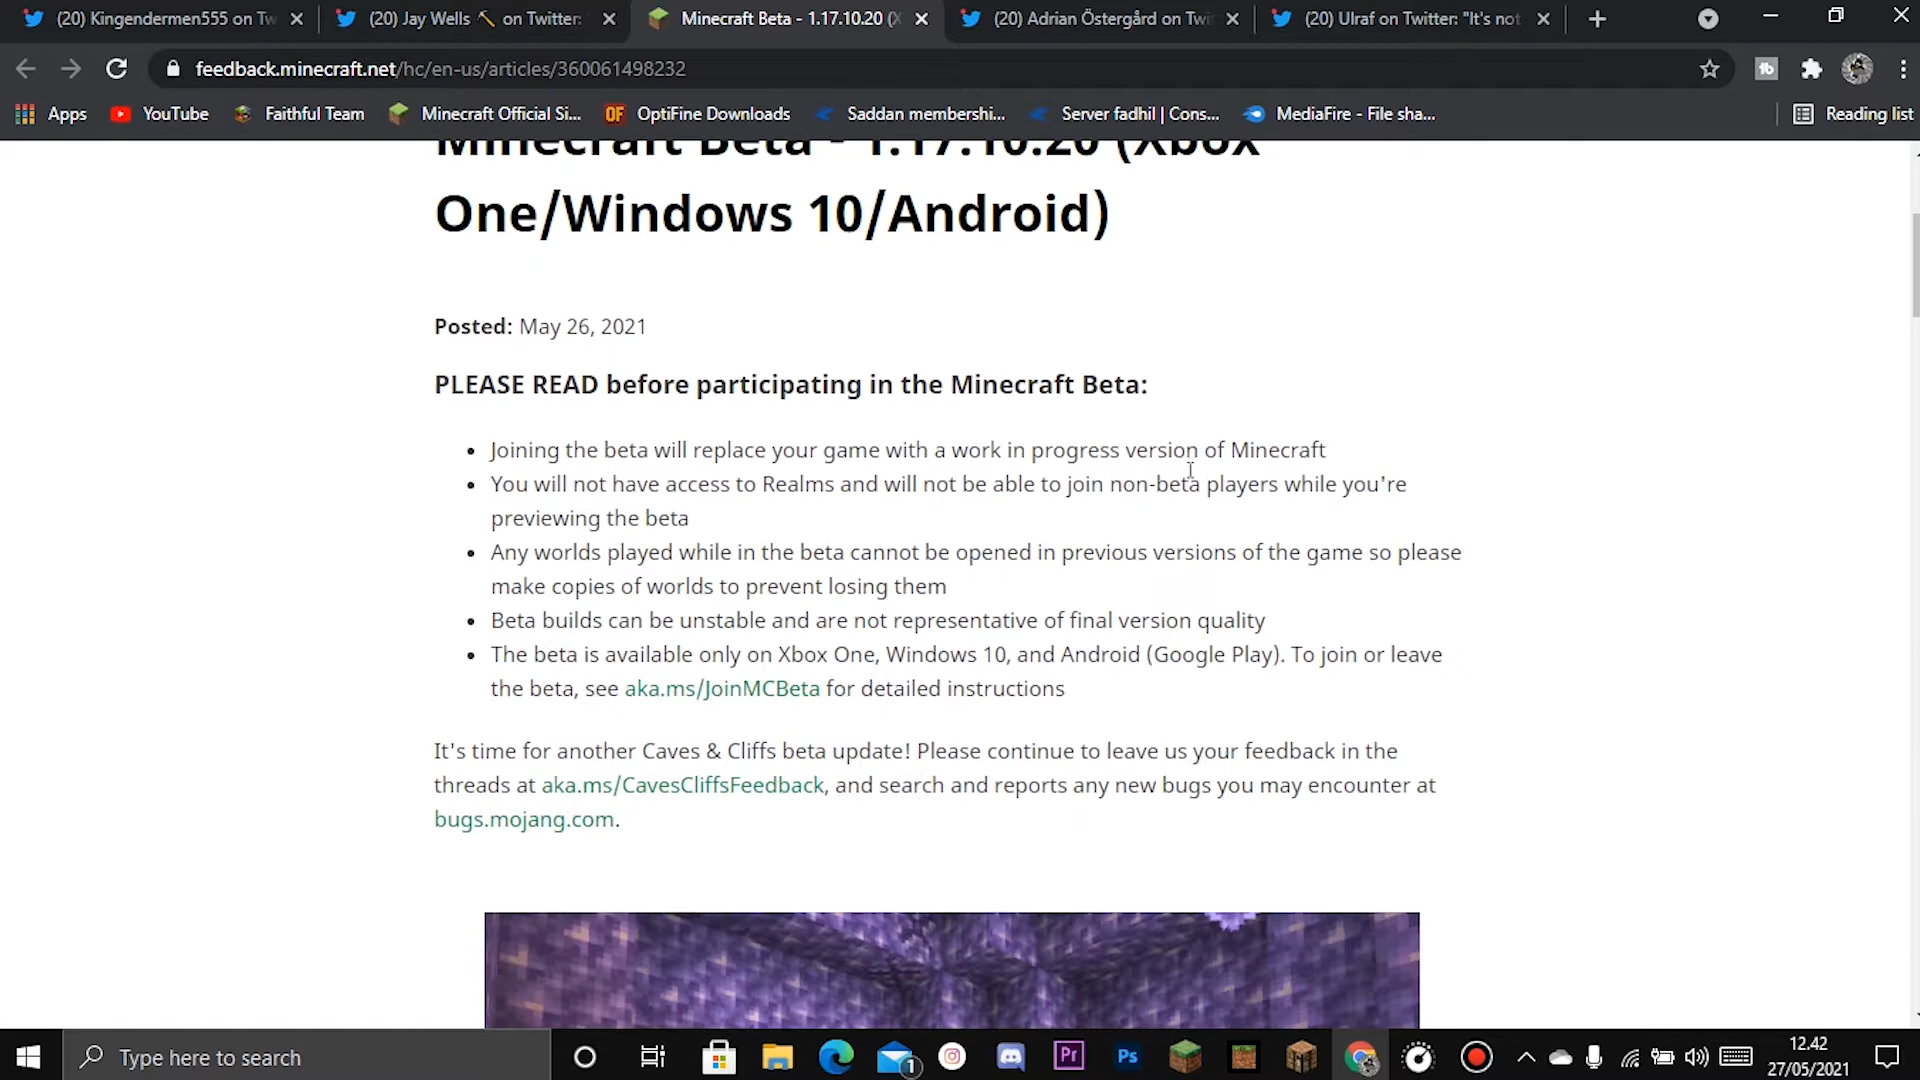 (20) Kingendermen555 on Tw
(20) Jay Wells ⛏ on Twitter:
Minecraft Beta - 1.17.10.20 (X
(20) Adrian Östergård on Twi
(20) Ulraf on Twitter: "It's not
feedback.minecraft.net/hc/en-us/articles/360061498232
Apps YouTube Faithful Team Minecraft Official Si... OF OptiFine Downloads Saddan membershi... Server fadhil | Cons... MediaFire - File sha... Reading list
Minecraft Beta - 1.17.10.20 (Xbox
One/Windows 10/Android)
Posted: May 26, 2021
PLEASE READ before participating in the Minecraft Beta:
• Joining the beta will replace your game with a work in progress version of Minecraft
• You will not have access to Realms and will not be able to join non-beta players while you're
previewing the beta
• Any worlds played while in the beta cannot be opened in previous versions of the game so please
make copies of worlds to prevent losing them
• Beta builds can be unstable and are not representative of final version quality
• The beta is available only on Xbox One, Windows 10, and Android (Google Play). To join or leave
the beta, see aka.ms/JoinMCBeta for detailed instructions
It's time for another Caves & Cliffs beta update! Please continue to leave us your feedback in the
threads at aka.ms/CavesCliffsFeedback, and search and reports any new bugs you may encounter at
bugs.mojang.com.
Type here to search
1
Pr
Ps
12.42
27/05/2021